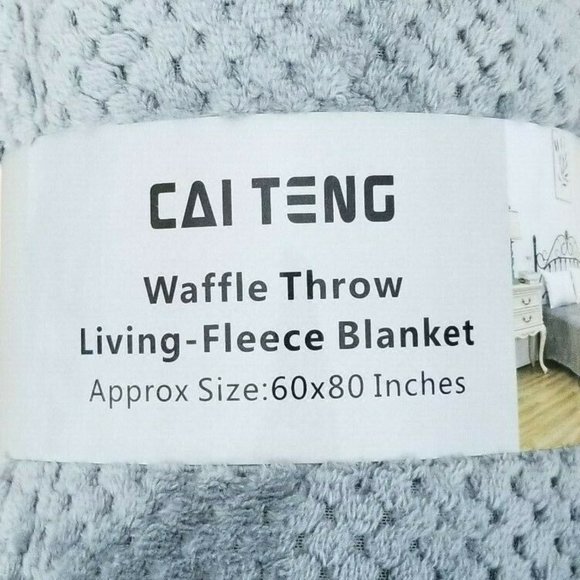 CAI TENG
Waffle Throw
Living-Fleece Blanket
Approx Size:60x80 Inches